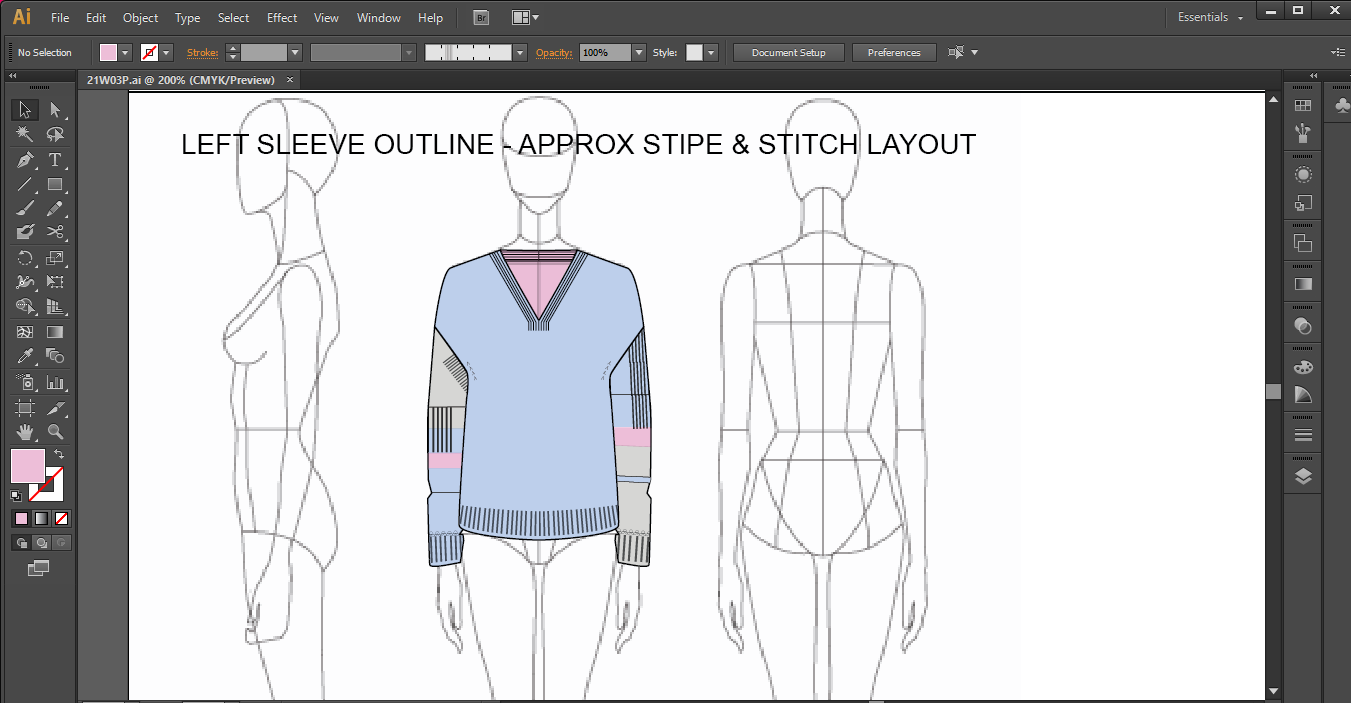 Ai File Edit Object Type Select Effect View Window Help Br Essentials
No Selection Stroke: Opacity: 100% Style: Document Setup Preferences
21W03P.ai @ 200% (CMYK/Preview) ×
LEFT SLEEVE OUTLINE - APPROX STIPE & STITCH LAYOUT
T